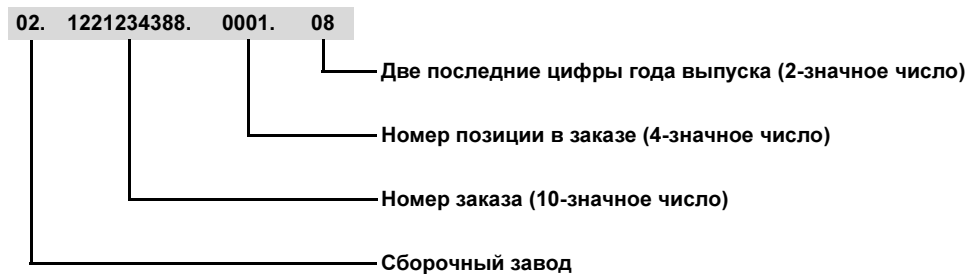 02. 1221234388. 0001. 08
Две последние цифры года выпуска (2-значное число)
Номер позиции в заказе (4-значное число)
Номер заказа (10-значное число)
Сборочный завод